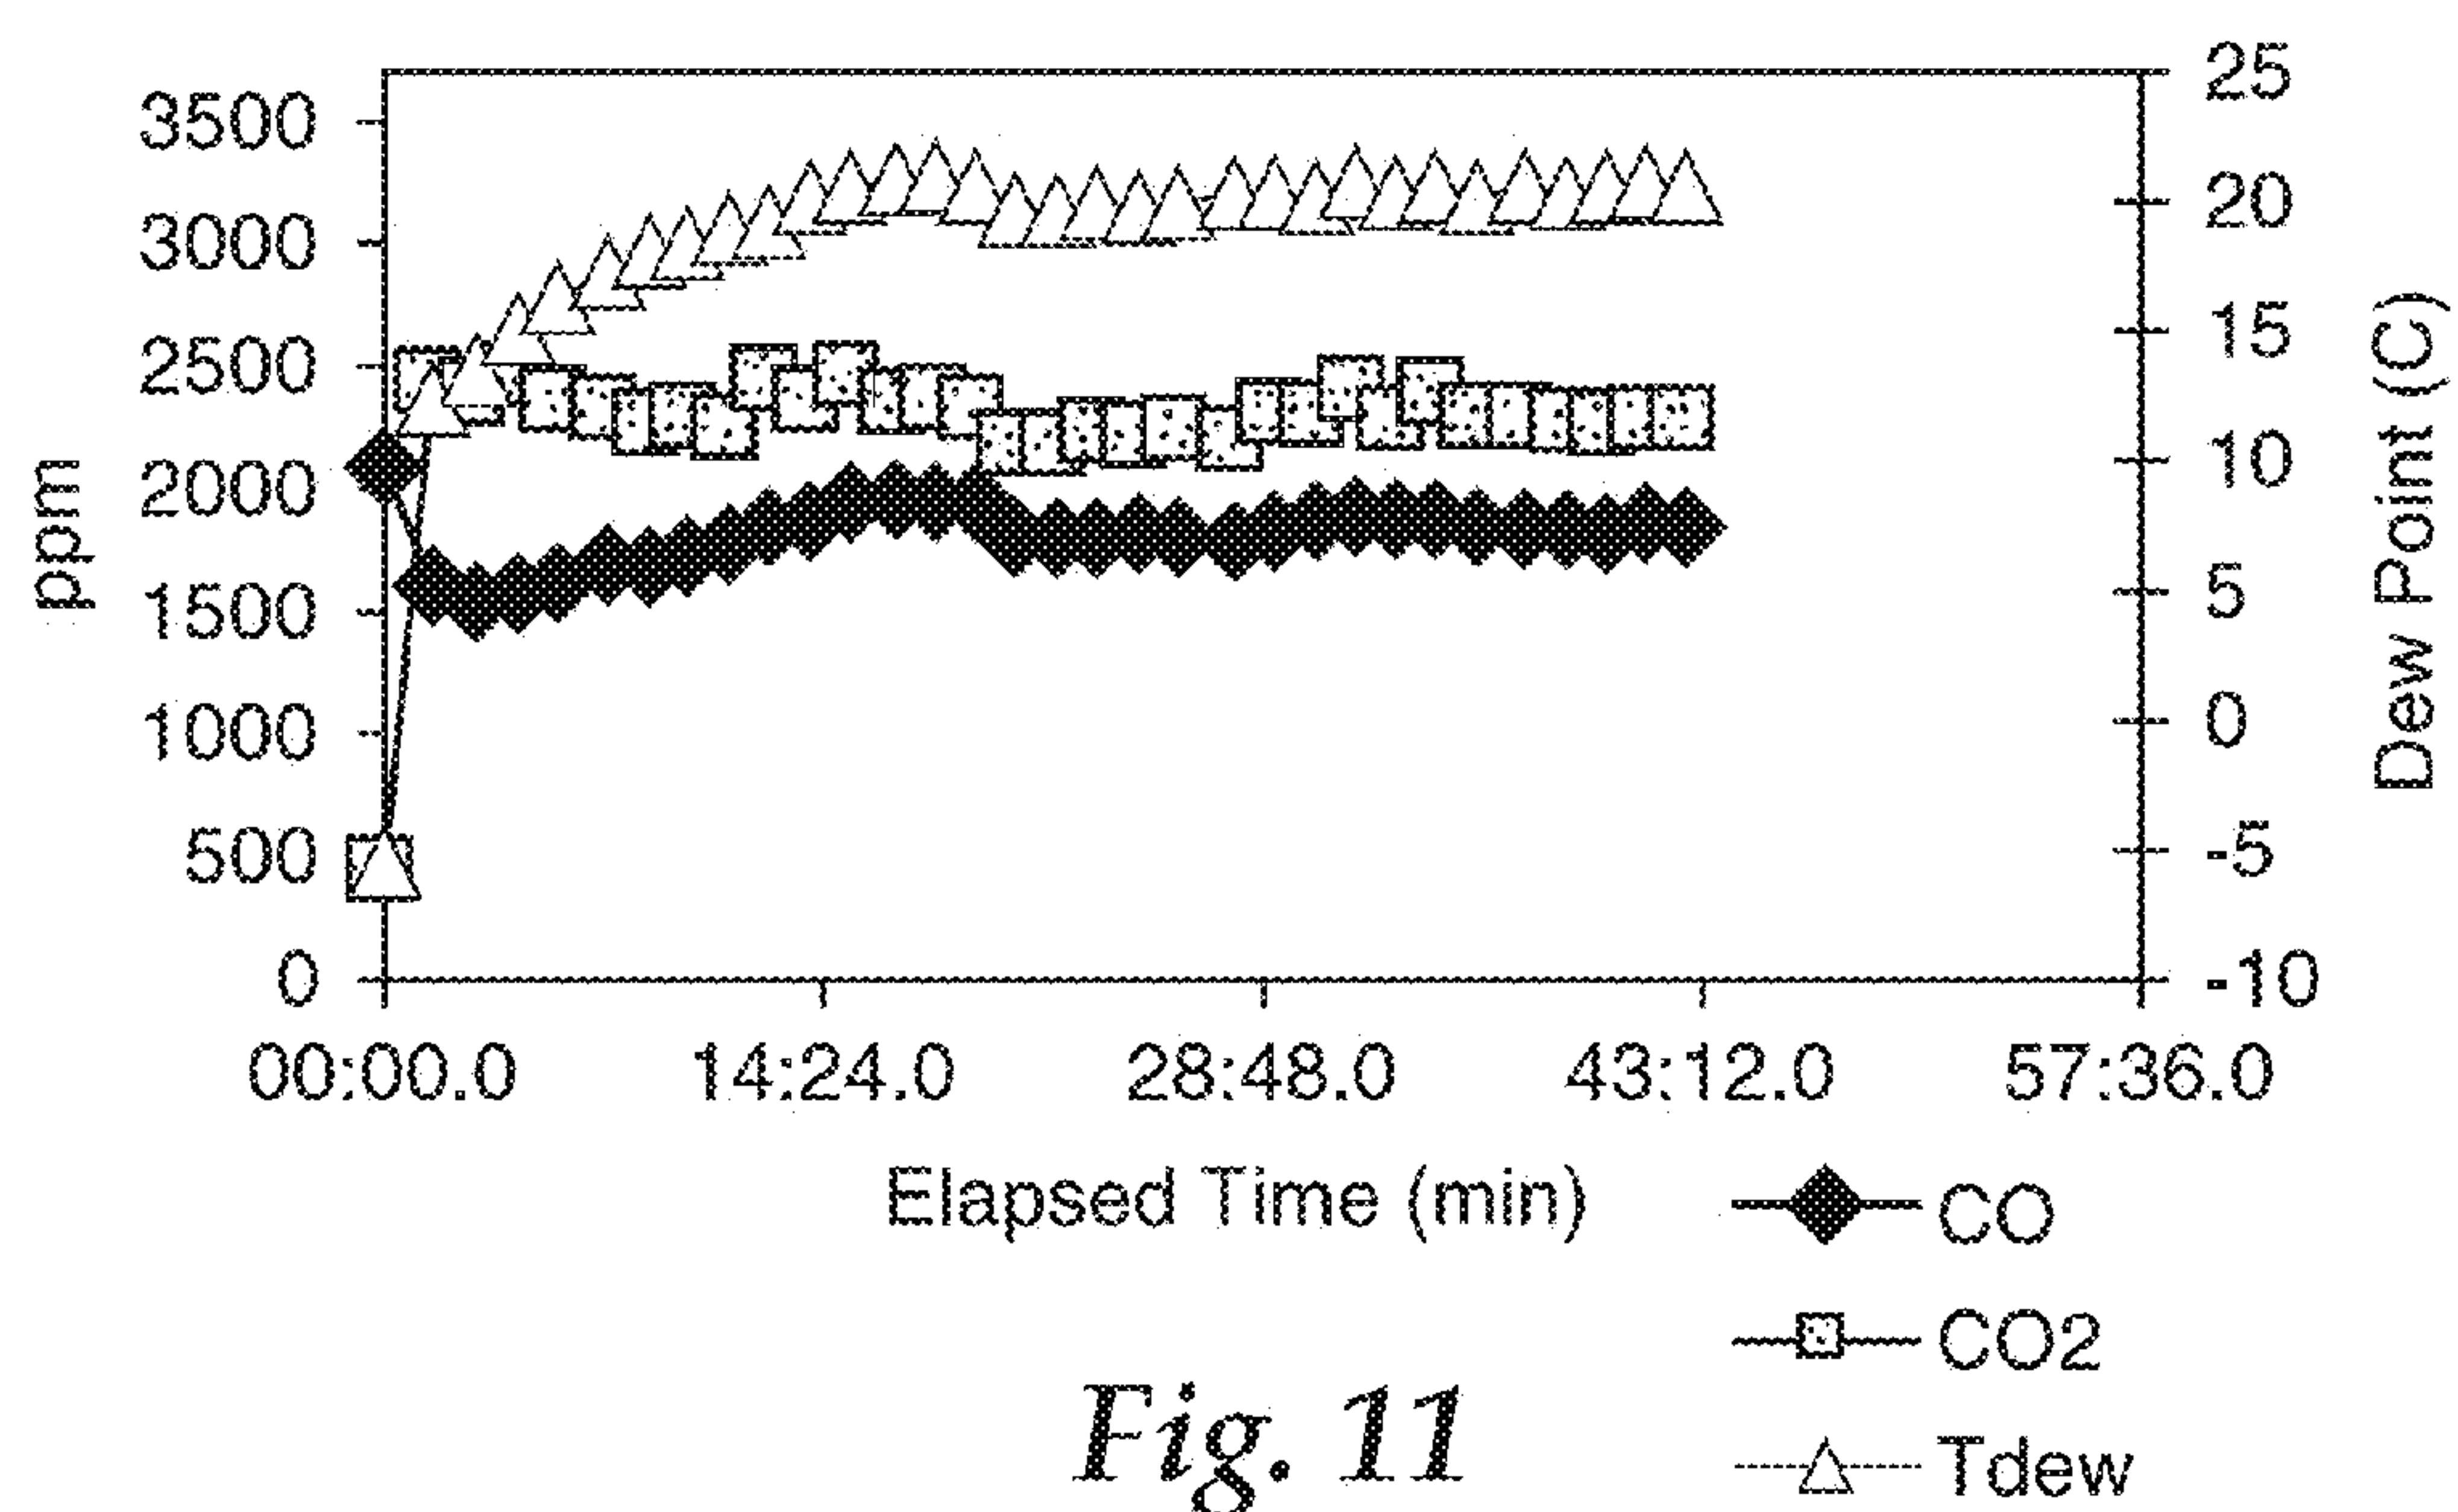 3500
3000
2500
2000
1500
1000
500
0
ppm
25
20
15
10
5
0
-5
-10
Dew Point (C)
00:00.0 14:24.0 28:48.0 43:12.0 57:36.0
Elapsed Time (min)
CO
CO2
Tdew
Fig. 11